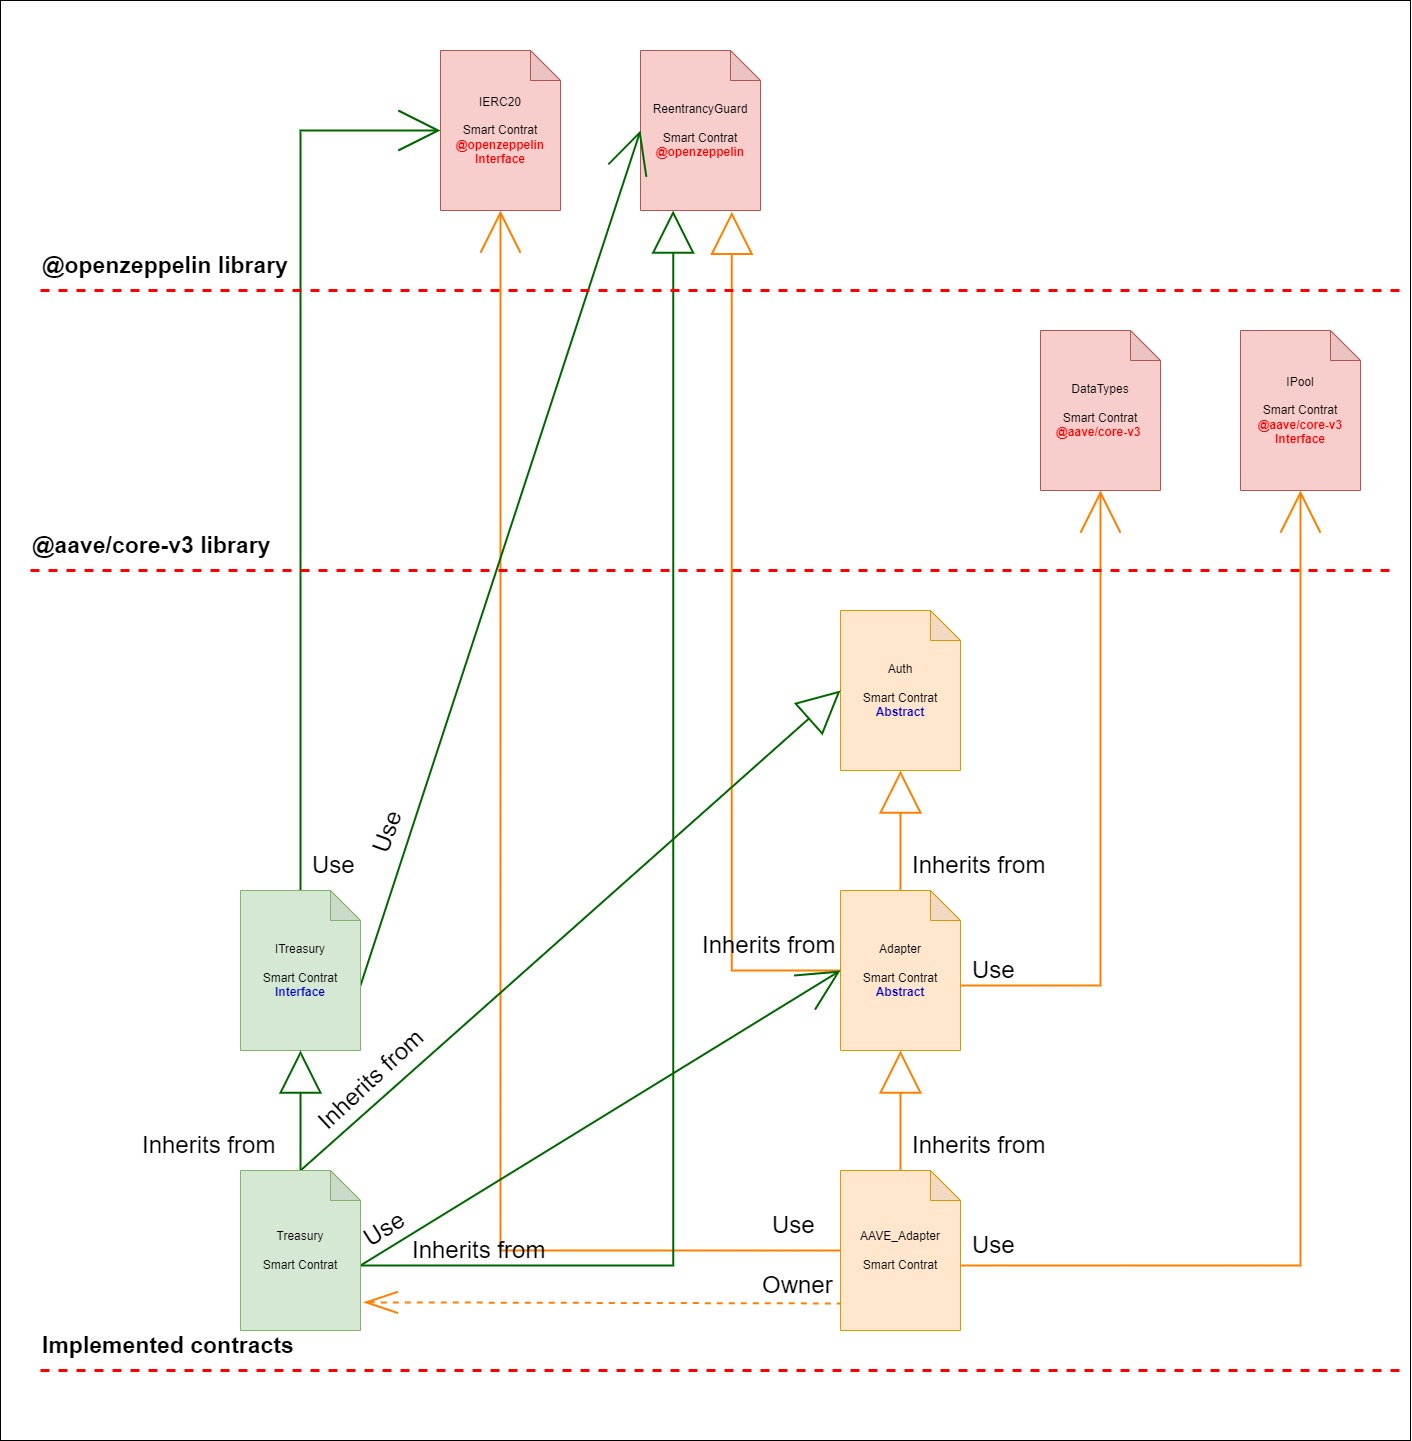 IERC20
Smart Contrat
@openzeppelin
Interface
ReentrancyGuard
Smart Contrat
@openzeppelin
@openzeppelin library
DataTypes
Smart Contrat
@aave/core-v3
IPool
Smart Contrat
@aave/core-v3
Interface
@aave/core-v3 library
Auth
Smart Contrat
Abstract
Use
Use
Inherits from
ITreasury
Smart Contrat
Interface
Inherits from
Adapter
Smart Contrat
Abstract
Use
Inherits from
Inherits from
Inherits from
Treasury
Smart Contrat
Use
Inherits from
Use
AAVE_Adapter
Smart Contrat
Use
Owner
Implemented contracts